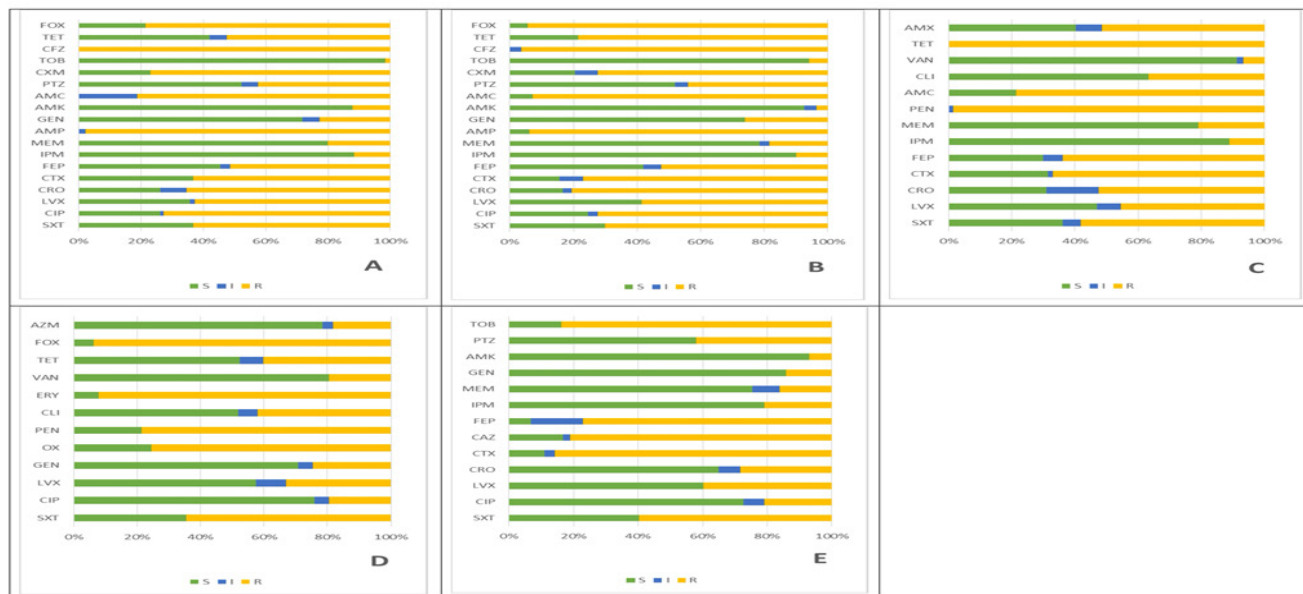 FOX
TET
CFZ
TOB
CXM
PTZ
AMC
AMK
GEN
AMP
MEM
IPM
FEP
CTX
CRO
LVX
CIP
SXT
0% 20% 40% 60% 80% 100%
A
S I R
FOX
TET
CFZ
TOB
CXM
PTZ
AMC
AMK
GEN
AMP
MEM
IPM
FEP
CTX
CRO
LVX
CIP
SXT
0% 20% 40% 60% 80% 100%
B
S I R
AMX
TET
VAN
CLI
AMC
PEN
MEM
IPM
FEP
CTX
CRO
LVX
SXT
0% 20% 40% 60% 80% 100%
C
S I R
AZM
FOX
TET
VAN
ERY
CLI
PEN
OX
GEN
LVX
CIP
SXT
0% 20% 40% 60% 80% 100%
D
S I R
TOB
PTZ
AMK
GEN
MEM
IPM
FEP
CAZ
CTX
CRO
LVX
CIP
SXT
0% 20% 40% 60% 80% 100%
E
S I R